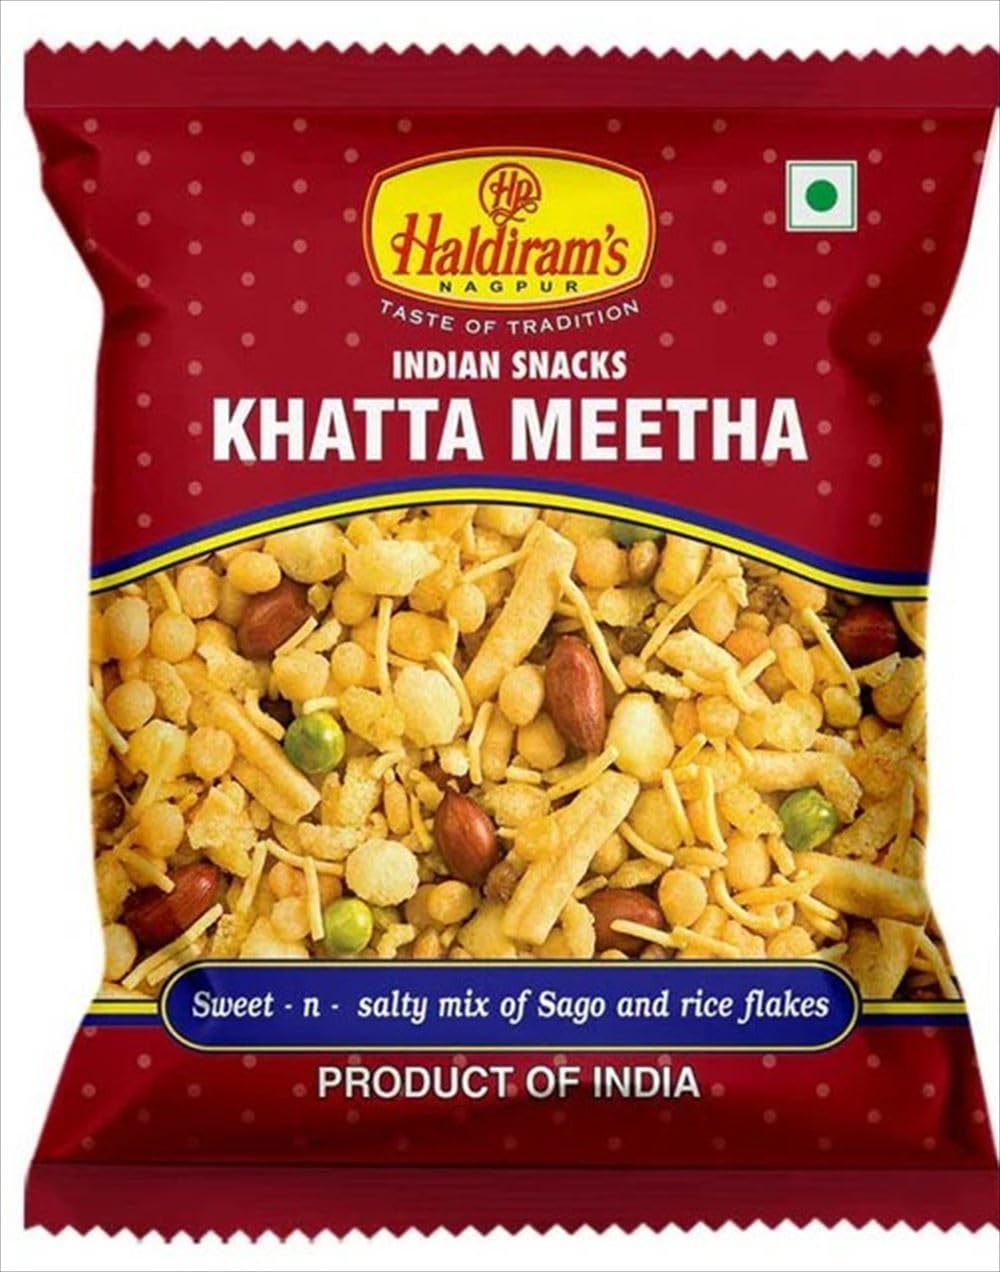 HR
Haldiram's
NAGPUR
TASTE OF TRADITION
INDIAN SNACKS
KHATTA MEETHA
Sweet - n - salty mix of Sago and rice flakes
PRODUCT OF INDIA